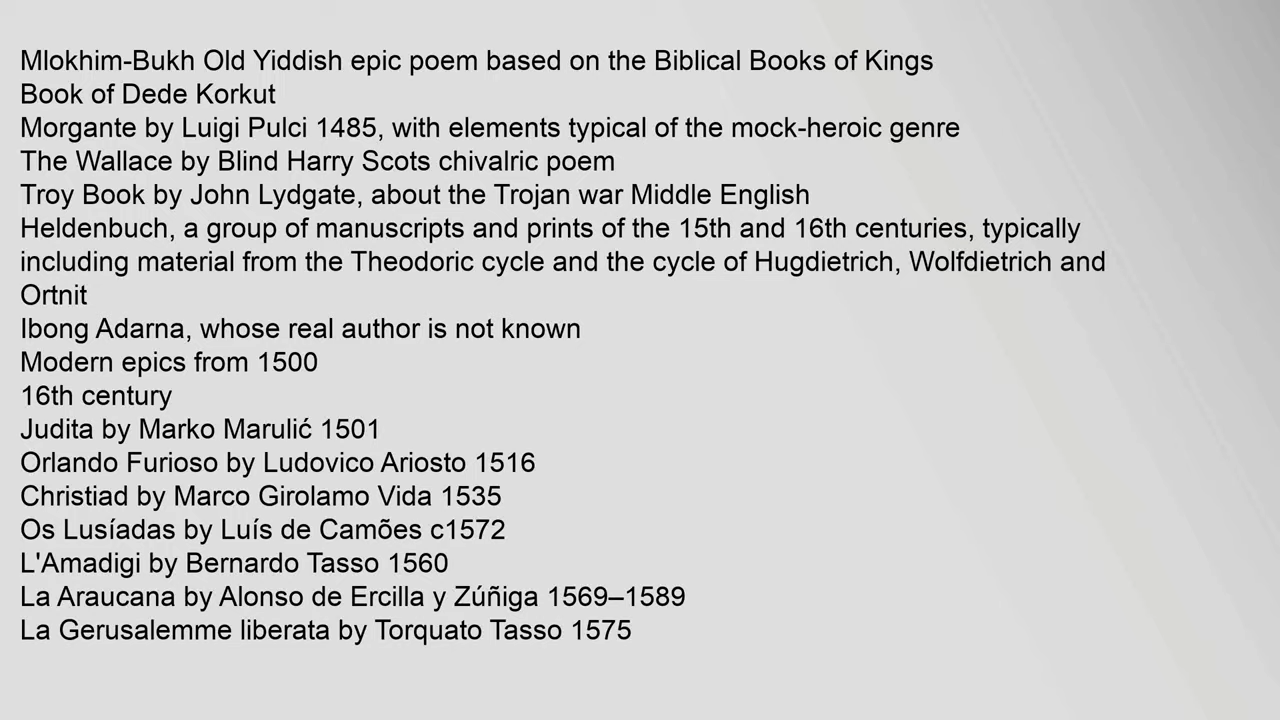 Mlokhim-Bukh Old Yiddish epic poem based on the Biblical Books of Kings
Book of Dede Korkut
Morgante by Luigi Pulci 1485, with elements typical of the mock-heroic genre
The Wallace by Blind Harry Scots chivalric poem
Troy Book by John Lydgate, about the Trojan war Middle English
Heldenbuch, a group of manuscripts and prints of the 15th and 16th centuries, typically
including material from the Theodoric cycle and the cycle of Hugdietrich, Wolfdietrich and
Ortnit
Ibong Adarna, whose real author is not known
Modern epics from 1500
16th century
Judita by Marko Marulić 1501
Orlando Furioso by Ludovico Ariosto 1516
Christiad by Marco Girolamo Vida 1535
Os Lusíadas by Luís de Camões c1572
L'Amadigi by Bernardo Tasso 1560
La Araucana by Alonso de Ercilla y Zúñiga 1569–1589
La Gerusalemme liberata by Torquato Tasso 1575